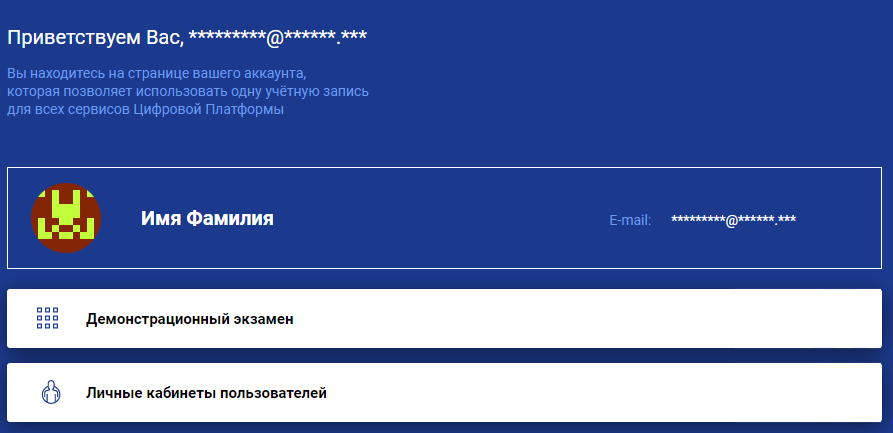 Приветствуем Вас, *********@******.***
Вы находитесь на странице вашего аккаунта,
которая позволяет использовать одну учётную запись
для всех сервисов Цифровой Платформы
Имя Фамилия
E-mail: *********@******.***
Демонстрационный экзамен
Личные кабинеты пользователей